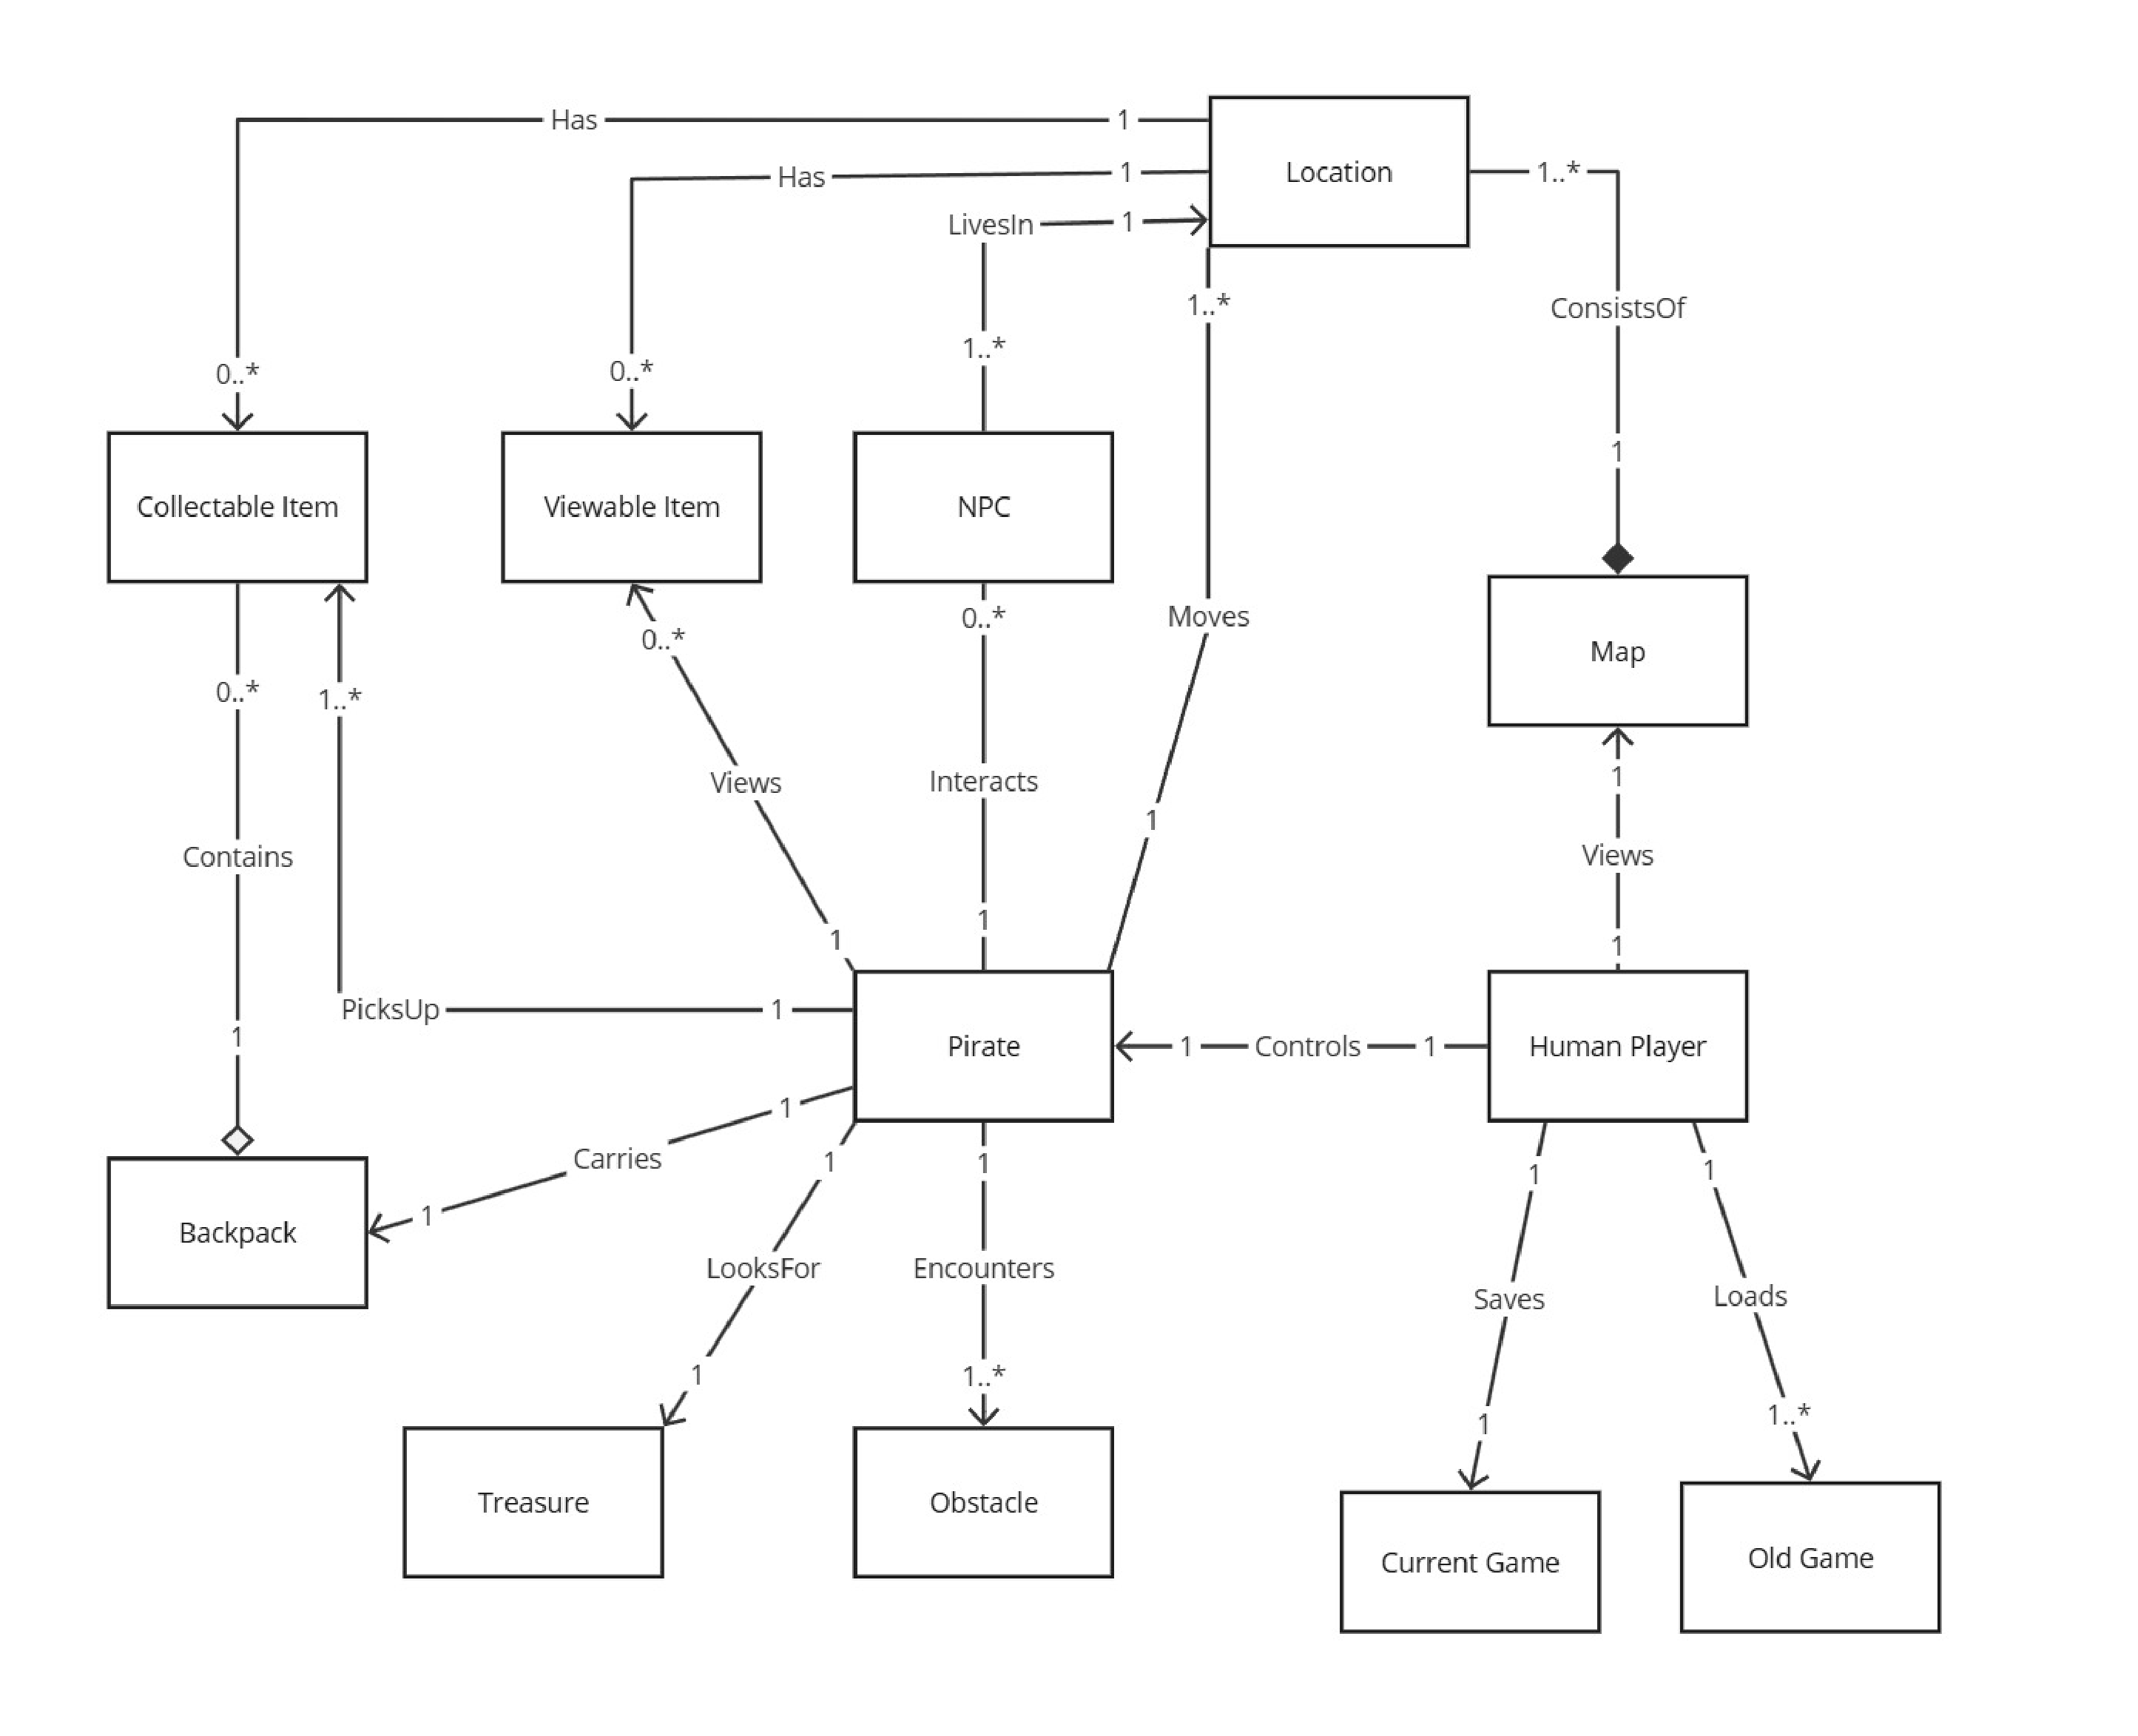 Has
1
Location
1..*
Has
1
LivesIn
1
1..*
ConsistsOf
1..*
0..*
0..*
1
Collectable Item
Viewable Item
NPC
0..*
Moves
0..*
Map
0..*
1..*
1
Views
Interacts
1
Contains
Views
1
1
1
PicksUp
1
1
Pirate
1
Controls
1
Human Player
1
Carries
1
1
1
1
1
Backpack
LooksFor
Encounters
Saves
Loads
1
1..*
1
1..*
Treasure
Obstacle
Current Game
Old Game